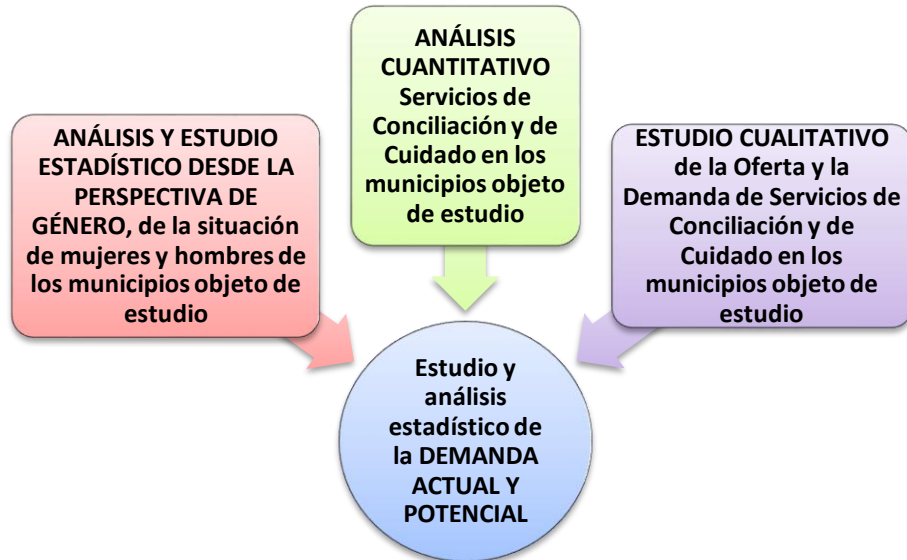 ANÁLISIS Y ESTUDIO
ESTADÍSTICO DESDE LA
PERSPECTIVA DE
GÉNERO, de la situación
de mujeres y hombres de
los municipios objeto de
estudio
ANÁLISIS
CUANTITATIVO
Servicios de
Conciliación y de
Cuidado en los
municipios objeto
de estudio
ESTUDIO CUALITATIVO
de la Oferta y la
Demanda de Servicios de
Conciliación y de
Cuidado en los
municipios objeto de
estudio
Estudio y
análisis
estadístico de
la DEMANDA
ACTUAL Y
POTENCIAL